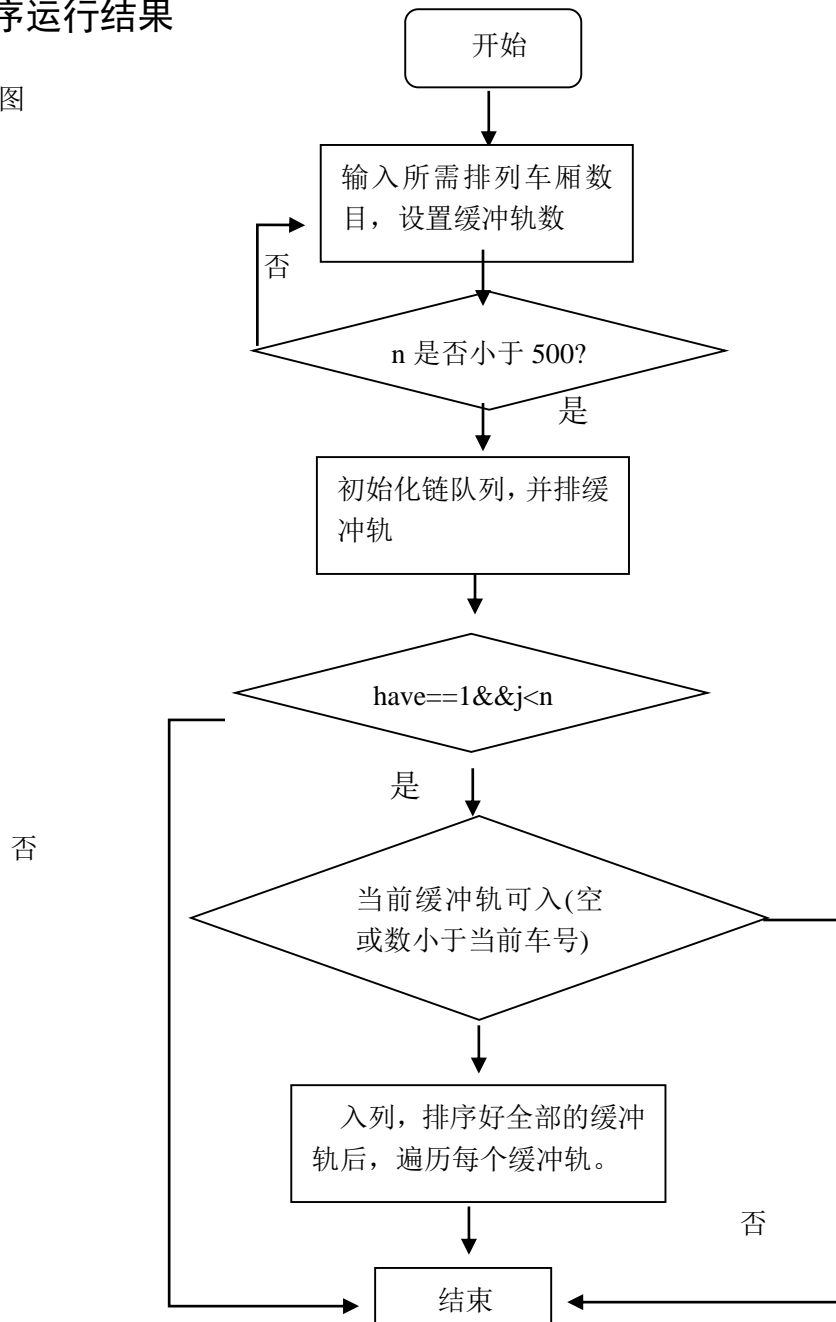 序运行结果
图
开始
输入所需排列车厢数
目，设置缓冲轨数
否
n 是否小于 500?
是
初始化链队列，并排缓
冲轨
have==1&&j<n
是
否
当前缓冲轨可入(空
或数小于当前车号)
入列，排序好全部的缓冲
轨后，遍历每个缓冲轨。
否
结束